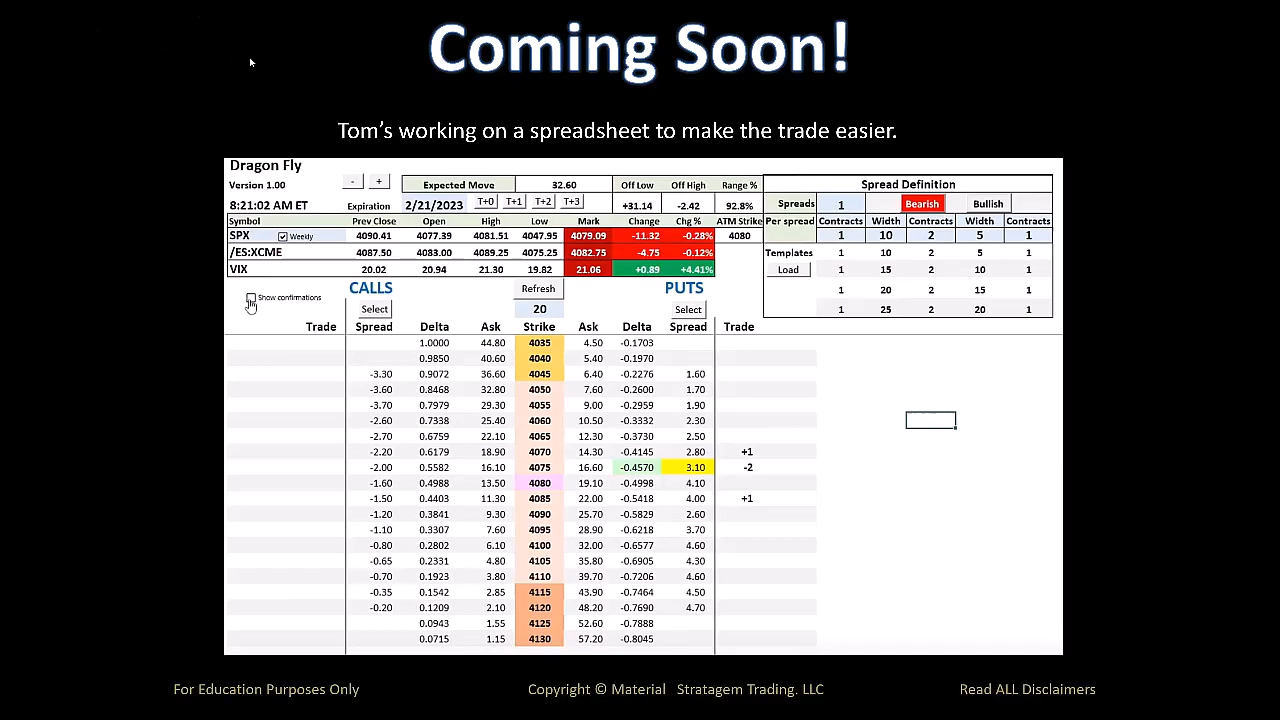 Coming Soon!
Tom's working on a spreadsheet to make the trade easier.
Dragon Fly
Version 1.00 - + Expected Move 32.60 Off Low Off High Range % Spread Definition
8:21:02 AM ET Expiration 2/21/2023 T+0 T+1 T+2 T+3 +31.14 -2.42 92.8% Spreads 1 Bearish Bullish
Symbol Prev Close Open High Low Mark Change Chg % ATM Strike Per spread Contracts Width Contracts Width Contracts
SPX Weekly 4090.41 4077.39 4081.51 4047.95 4079.09 -11.32 -0.28% 4080 1 10 2 5 1
/ES:XCME 4087.50 4083.00 4089.25 4075.25 4082.75 -4.75 -0.12% Templates 1 10 2 5 1
VIX 20.02 20.94 21.30 19.82 21.06 +0.89 +4.41% Load 1 15 2 10 1
CALLS Refresh PUTS 1 20 2 15 1
Show confirmations Select 20 Select 1 25 2 20 1
Trade Spread Delta Ask Strike Ask Delta Spread Trade
1.0000 44.80 4035 4.50 -0.1703
0.9850 40.60 4040 5.40 -0.1970
-3.30 0.9072 36.60 4045 6.40 -0.2276 1.60
-3.60 0.8468 32.80 4050 7.60 -0.2600 1.70
-3.70 0.7979 29.30 4055 9.00 -0.2959 1.90
-2.60 0.7338 25.40 4060 10.50 -0.3332 2.30
-2.70 0.6759 22.10 4065 12.30 -0.3730 2.50
-2.20 0.6179 18.90 4070 14.30 -0.4145 2.80 +1
-2.00 0.5582 16.10 4075 16.60 -0.4570 3.10 -2
-1.60 0.4988 13.50 4080 19.10 -0.4998 4.10
-1.50 0.4403 11.30 4085 22.00 -0.5418 4.00 +1
-1.20 0.3841 9.30 4090 25.70 -0.5829 2.60
-1.10 0.3307 7.60 4095 28.90 -0.6218 3.70
-0.80 0.2802 6.10 4100 32.00 -0.6577 4.60
-0.65 0.2331 4.80 4105 35.80 -0.6905 4.30
-0.70 0.1923 3.80 4110 39.70 -0.7206 4.60
-0.35 0.1542 2.85 4115 43.90 -0.7464 4.50
-0.20 0.1209 2.10 4120 48.20 -0.7690 4.70
0.0943 1.55 4125 52.60 -0.7888
0.0715 1.15 4130 57.20 -0.8045
For Education Purposes Only Copyright © Material Stratagem Trading. LLC Read ALL Disclaimers